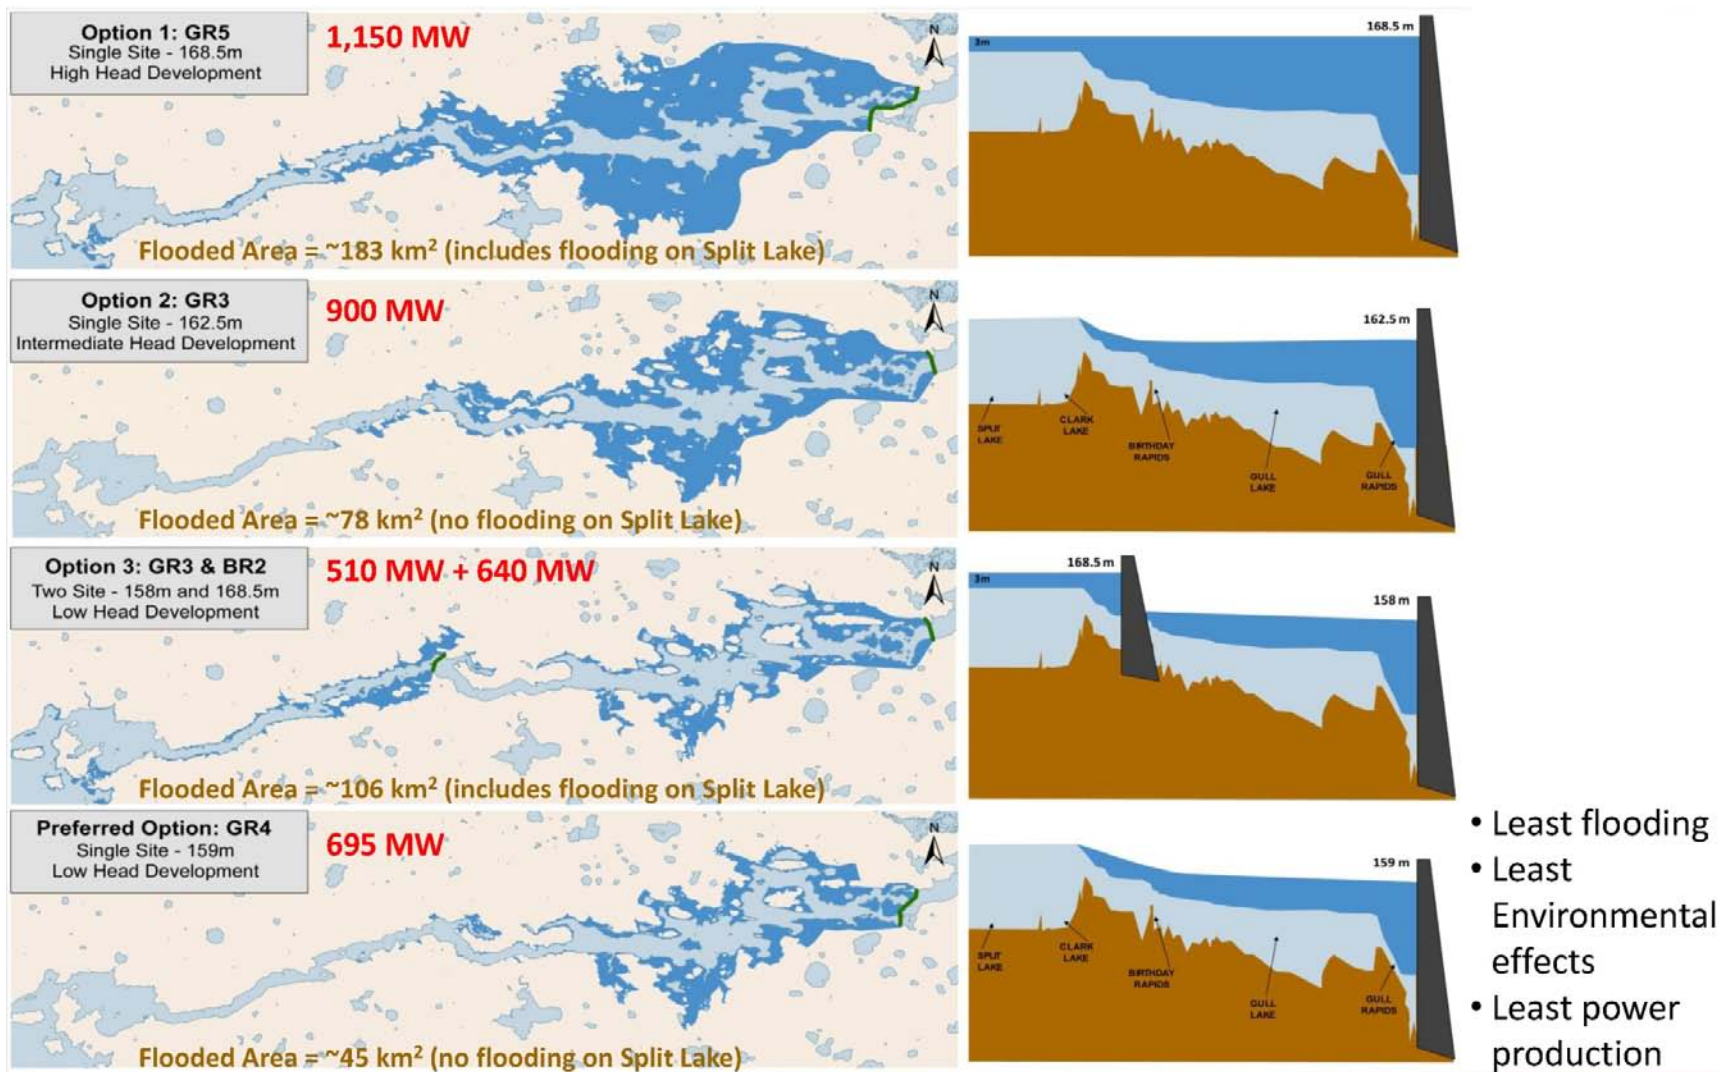 Option 1: GR5
Single Site - 168.5m
High Head Development
1,150 MW
N
Flooded Area = ~183 km² (includes flooding on Split Lake)
3m
168.5 m
Option 2: GR3
Single Site - 162.5m
Intermediate Head Development
900 MW
N
Flooded Area = ~78 km² (no flooding on Split Lake)
162.5 m
SPLIT
LAKE
CLARK
LAKE
BIRTHDAY
RAPIDS
GULL
LAKE
GULL
RAPIDS
Option 3: GR3 & BR2
Two Site - 158m and 168.5m
Low Head Development
510 MW + 640 MW
N
Flooded Area = ~106 km² (includes flooding on Split Lake)
3m
168.5 m
158 m
Preferred Option: GR4
Single Site - 159m
Low Head Development
695 MW
N
Flooded Area = ~45 km² (no flooding on Split Lake)
159 m
SPLIT
LAKE
CLARK
LAKE
BIRTHDAY
RAPIDS
GULL
LAKE
GULL
RAPIDS
• Least flooding
• Least
Environmental
effects
• Least power
production